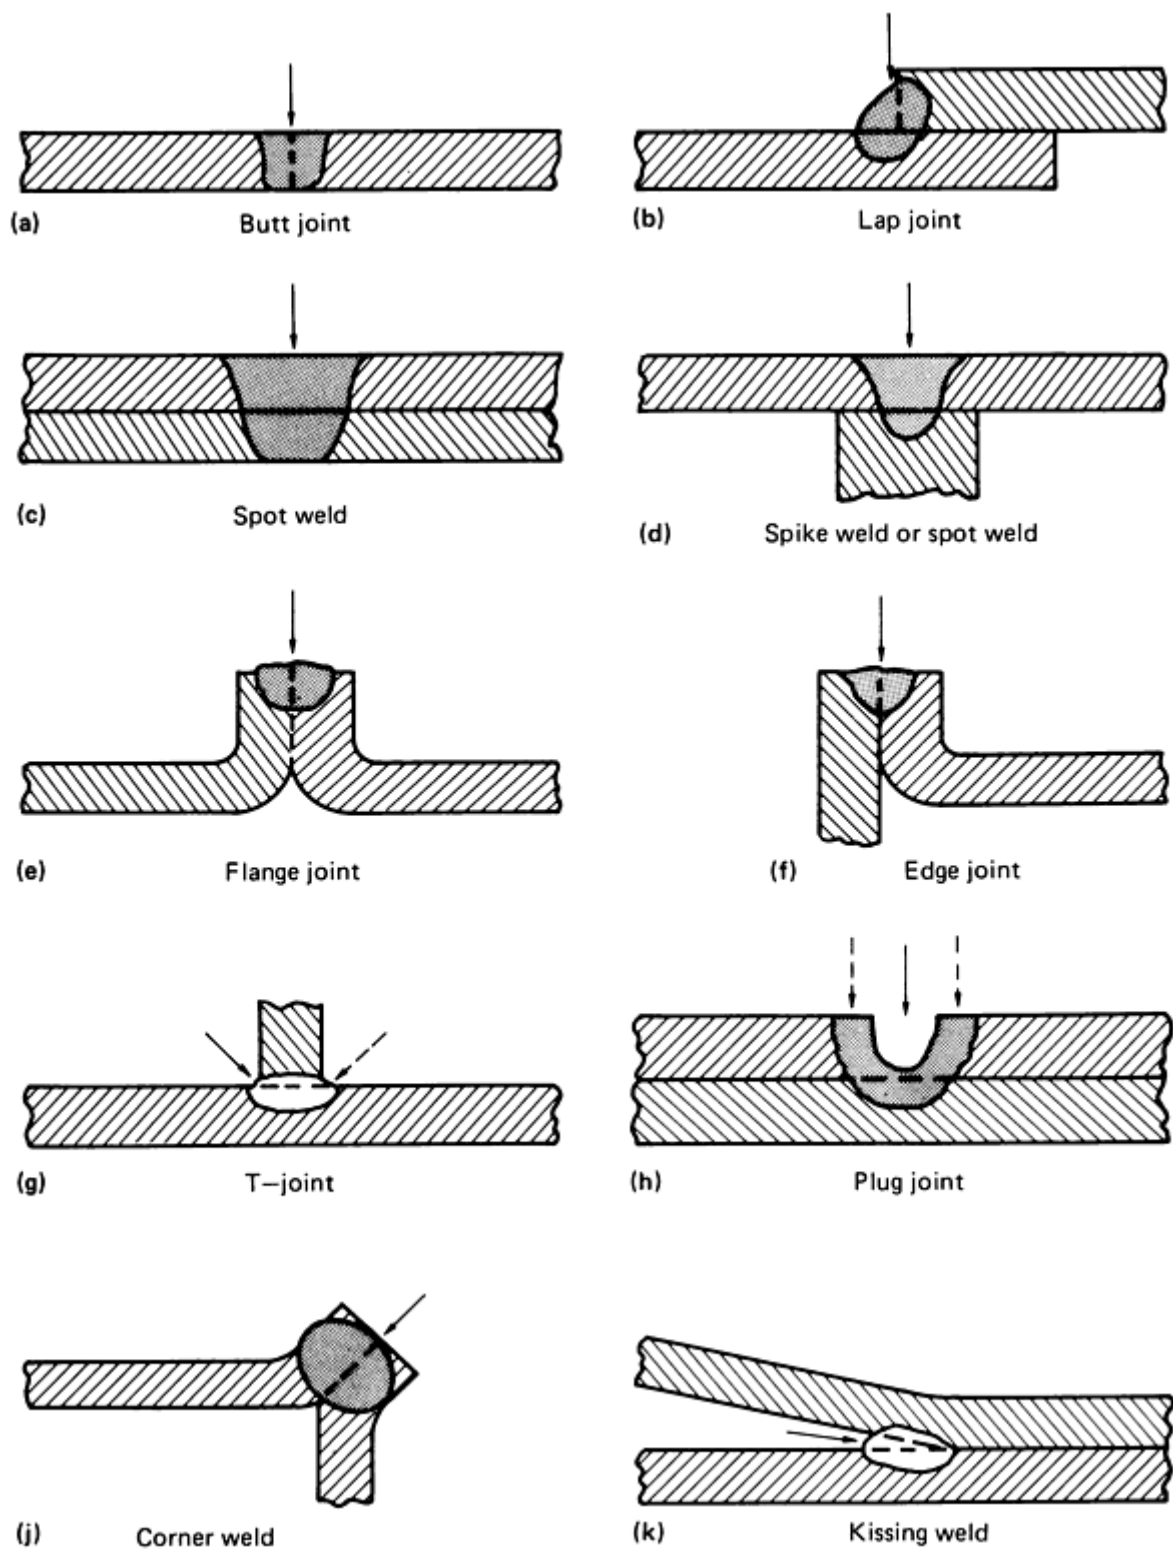 (a) Butt joint
(b) Lap joint
(c) Spot weld
(d) Spike weld or spot weld
(e) Flange joint
(f) Edge joint
(g) T—joint
(h) Plug joint
(j) Corner weld
(k) Kissing weld